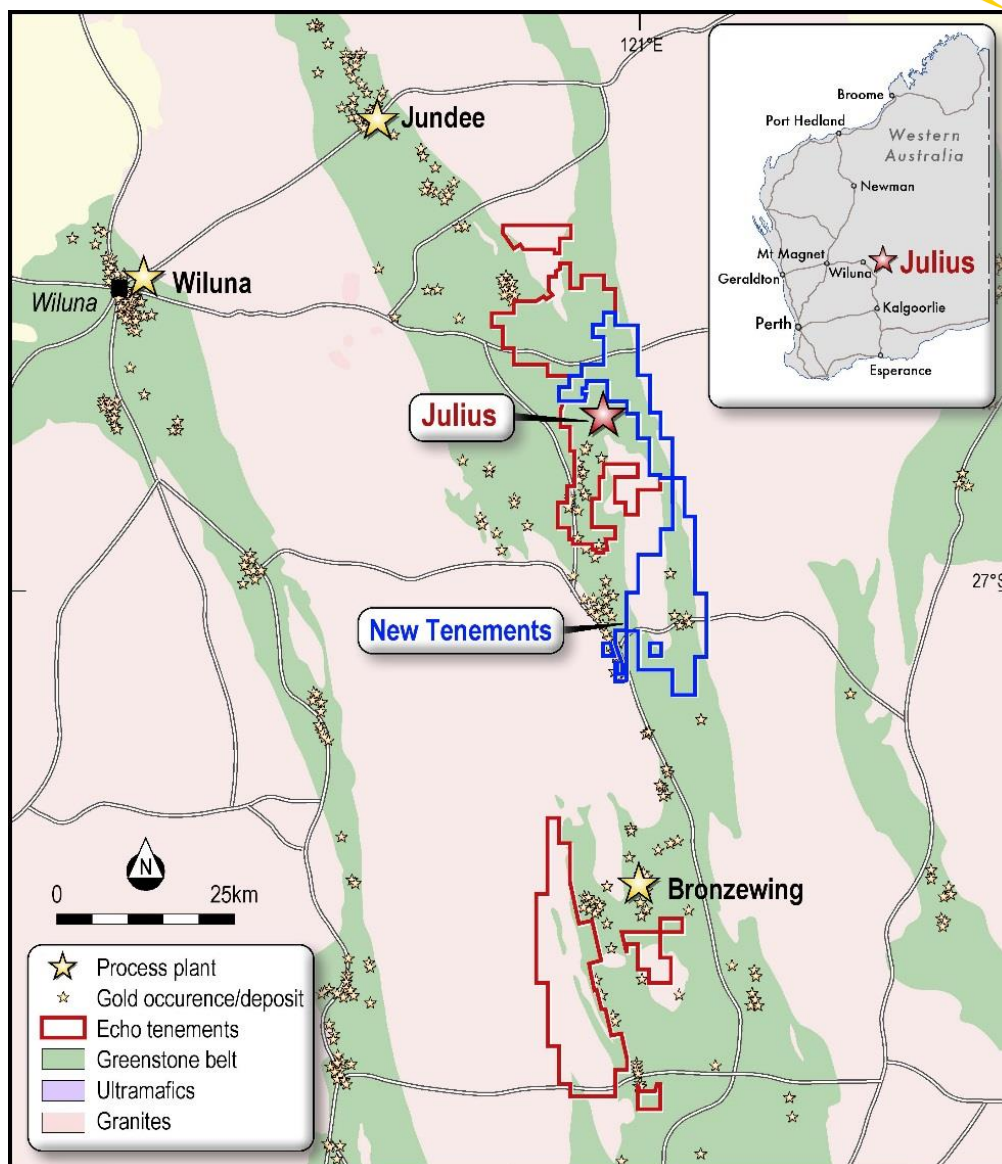 121°E
Jundee
Wiluna
Wiluna
Julius
New Tenements
27°S
Bronzewing
N
0 25km
Process plant
Gold occurence/deposit
Echo tenements
Greenstone belt
Ultramafics
Granites
Broome
Port Hedland
Western
Australia
Newman
Mt Magnet
Wiluna
Julius
Geraldton
Kalgoorlie
Perth
Esperance